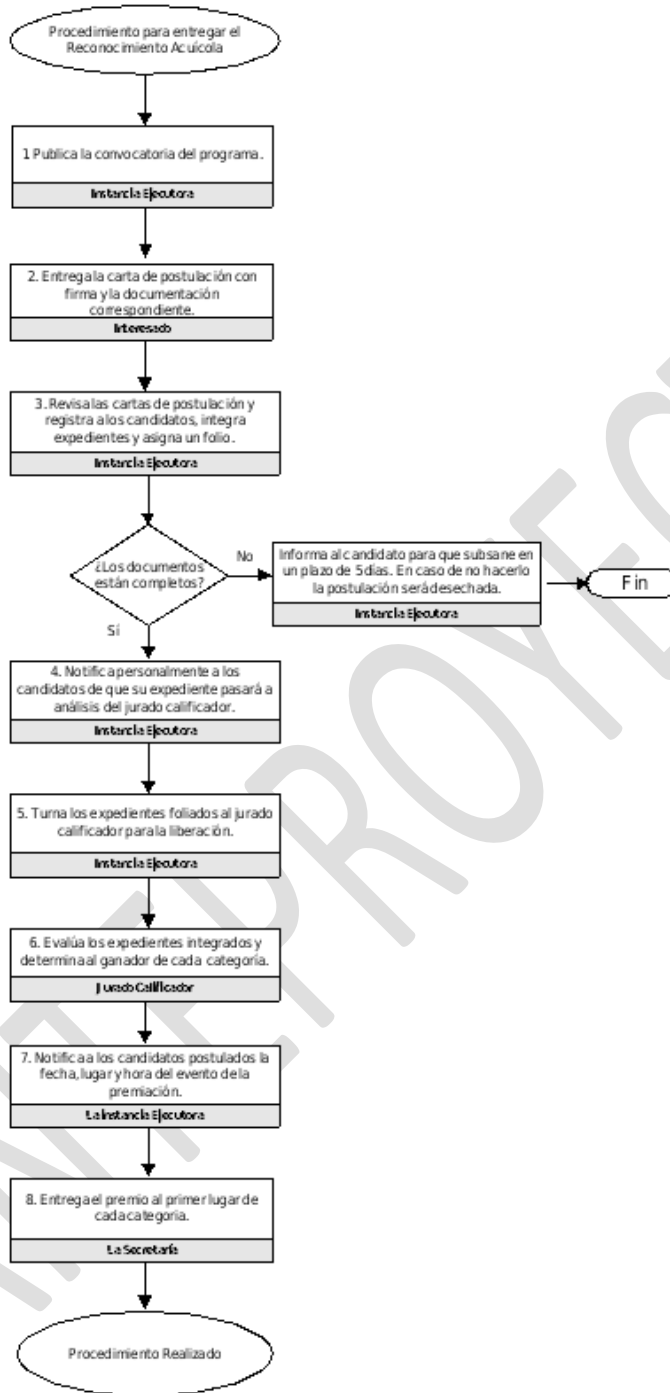 Procedimiento para entregar el
Reconocimiento Acuícola
1 Publica la convocatoria del programa.
Instancia Ejecutora
2. Entrega la carta de postulación con
firma y la documentación
correspondiente.
Interesado
3. Revisa las cartas de postulación y
registra a los candidatos, integra
expedientes y asigna un folio.
Instancia Ejecutora
¿Los documentos
están completos?
No
Informa al candidato para que subsane en
un plazo de 5 días. En caso de no hacerlo
la postulación será desechada.
Instancia Ejecutora
Fin
Sí
4. Notifica personalmente a los
candidatos de que su expediente pasará a
análisis del jurado calificador.
Instancia Ejecutora
5. Turna los expedientes foliados al jurado
calificador para la liberación.
Instancia Ejecutora
6. Evalúa los expedientes integrados y
determina al ganador de cada categoría.
Jurado Calificador
7. Notifica a los candidatos postulados la
fecha, lugar y hora del evento de la
premiación.
La Instancia Ejecutora
8. Entrega el premio al primer lugar de
cada categoria.
La Secretaría
Procedimiento Realizado
ANTEPROYEC